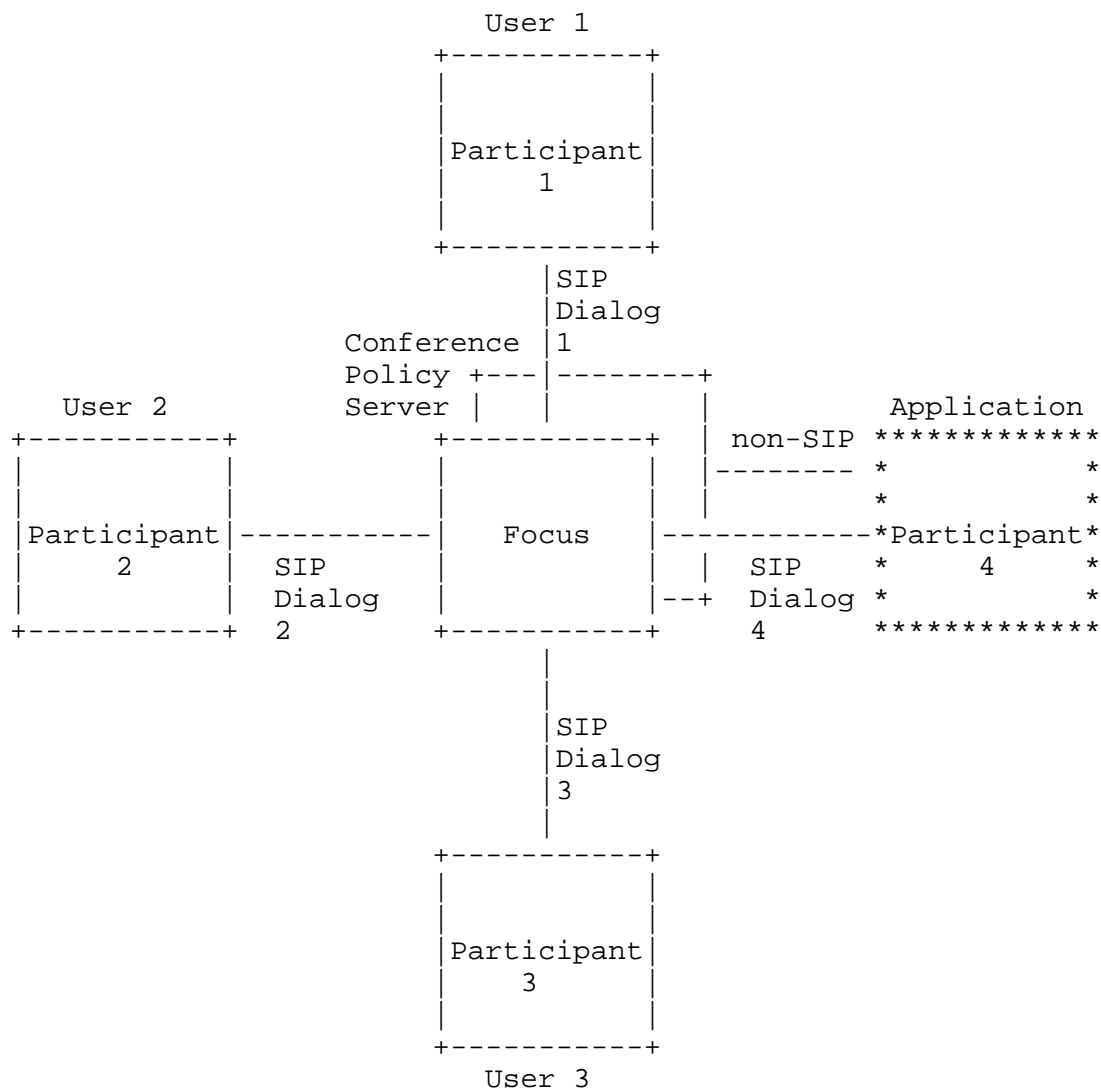 User 1
Participant
1
SIP
Dialog
Conference 1
Policy
User 2 Server Application
non-SIP
Participant Focus Participant
2 SIP SIP 4
Dialog Dialog
2 4
SIP
Dialog
3
Participant
3
User 3